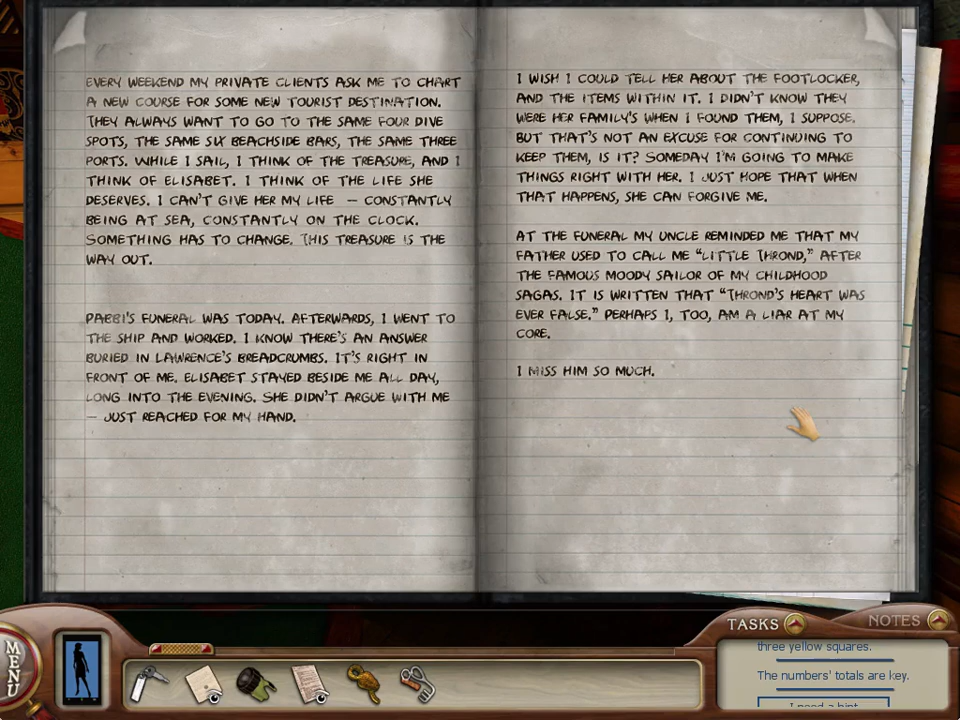 EVERY WEEKEND MY PRIVATE CLIENTS ASK ME TO CHART
A NEW COURSE FOR SOME NEW TOURIST DESTINATION.
THEY ALWAYS WANT TO GO TO THE SAME FOUR DIVE
SPOTS, THE SAME SIX BEACHSIDE BARS, THE SAME THREE
PORTS. WHILE I SAIL, I THINK OF THE TREASURE, AND I
THINK OF ELISABET. I THINK OF THE LIFE SHE
DESERVES. I CAN'T GIVE HER MY LIFE – CONSTANTLY
BEING AT SEA, CONSTANTLY ON THE CLOCK.
SOMETHING HAS TO CHANGE. THIS TREASURE IS THE
WAY OUT.
PABBI'S FUNERAL WAS TODAY. AFTERWARDS, I WENT TO
THE SHIP AND WORKED. I KNOW THERE'S AN ANSWER
BURIED IN LAWRENCE'S BREADCRUMBS. IT'S RIGHT IN
FRONT OF ME. ELISABET STAYED BESIDE ME ALL DAY,
LONG INTO THE EVENING. SHE DIDN'T ARGUE WITH ME
– JUST REACHED FOR MY HAND.
I WISH I COULD TELL HER ABOUT THE FOOTLOCKER,
AND THE ITEMS WITHIN IT. I DIDN'T KNOW THEY
WERE HER FAMILY'S WHEN I FOUND THEM, I SUPPOSE.
BUT THAT'S NOT AN EXCUSE FOR CONTINUING TO
KEEP THEM, IS IT? SOMEDAY I'M GOING TO MAKE
THINGS RIGHT WITH HER. I JUST HOPE THAT WHEN
THAT HAPPENS, SHE CAN FORGIVE ME.
AT THE FUNERAL MY UNCLE REMINDED ME THAT MY
FATHER USED TO CALL ME "LITTLE THROND," AFTER
THE FAMOUS MOODY SAILOR OF MY CHILDHOOD
SAGAS. IT IS WRITTEN THAT "THROND'S HEART WAS
EVER FALSE." PERHAPS I, TOO, AM A LIAR AT MY
CORE.
I MISS HIM SO MUCH.
MENU
TASKS
NOTES
three yellow squares.
The numbers' totals are key.
I need a hint